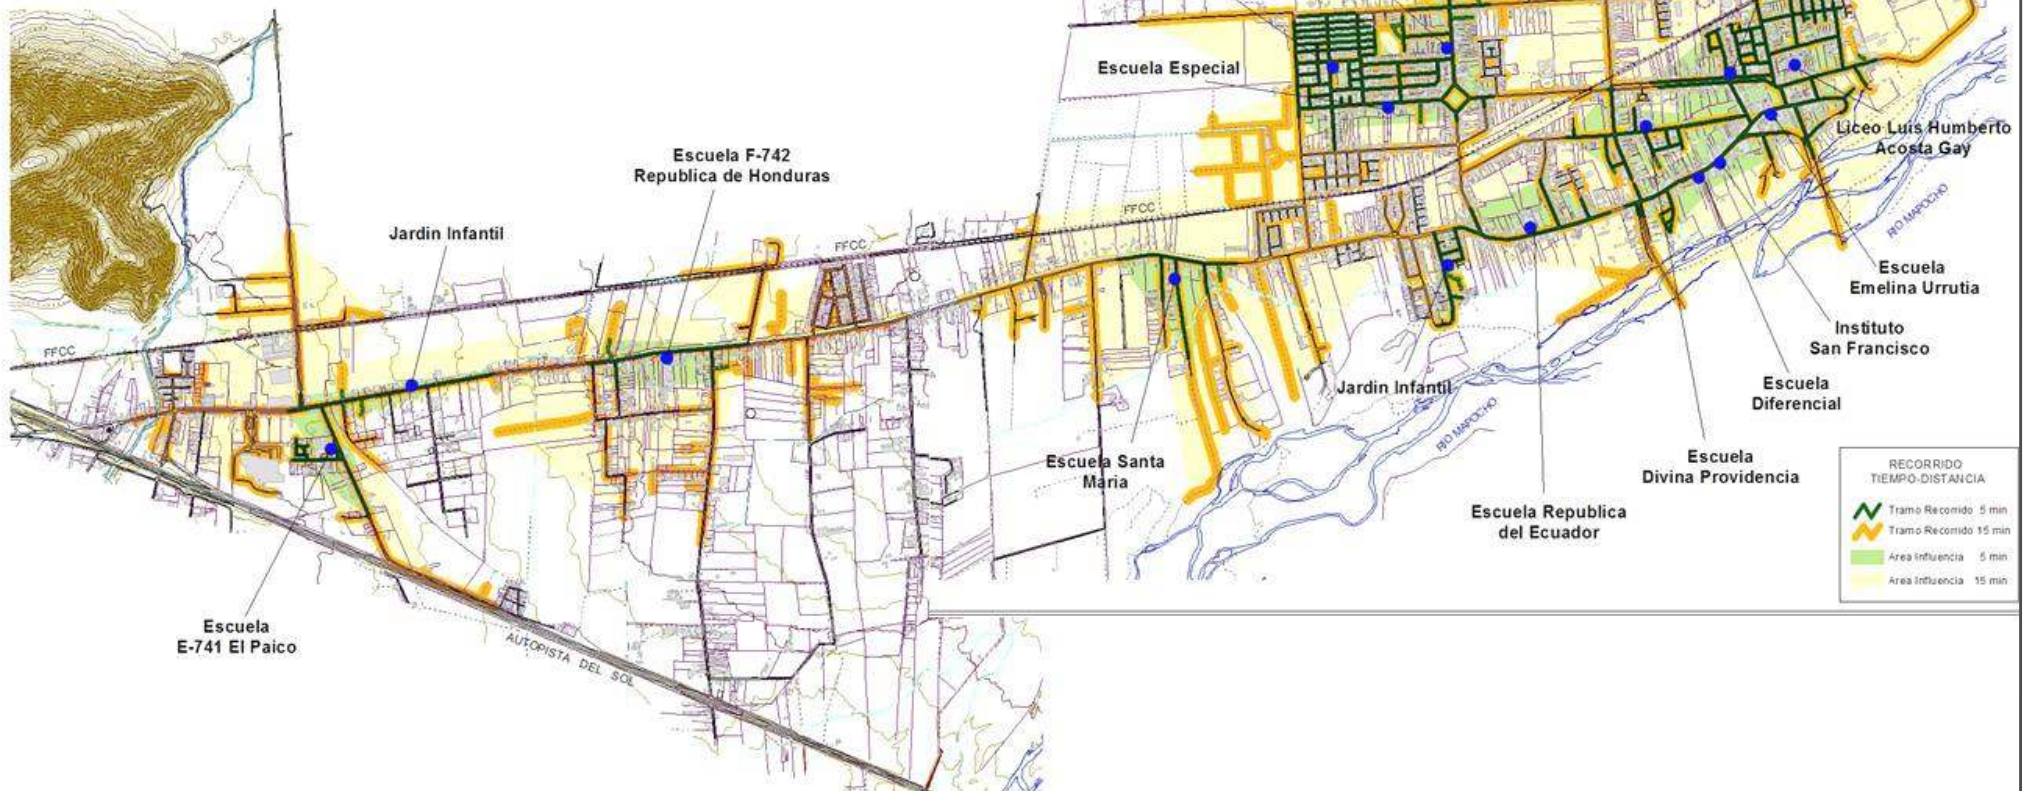 Escuela Especial
Liceo Luis Humberto
Acosta Gay
Escuela F-742
Republica de Honduras
RIO MAPOCHO
FFCC
Jardin Infantil
FFCC
Escuela
Emelina Urrutia
Instituto
San Francisco
FFCC
Jardin Infantil
Escuela
Diferencial
RIO MAPOCHO
Escuela Santa
Maria
Escuela
Divina Providencia
RECORRIDO
TIEMPO-DISTANCIA
Tramo Recorrido 5 min
Tramo Recorrido 15 min
Area Influencia 5 min
Area Influencia 15 min
Escuela Republica
del Ecuador
Escuela
E-741 El Paico
AUTOPISTA DEL SOL